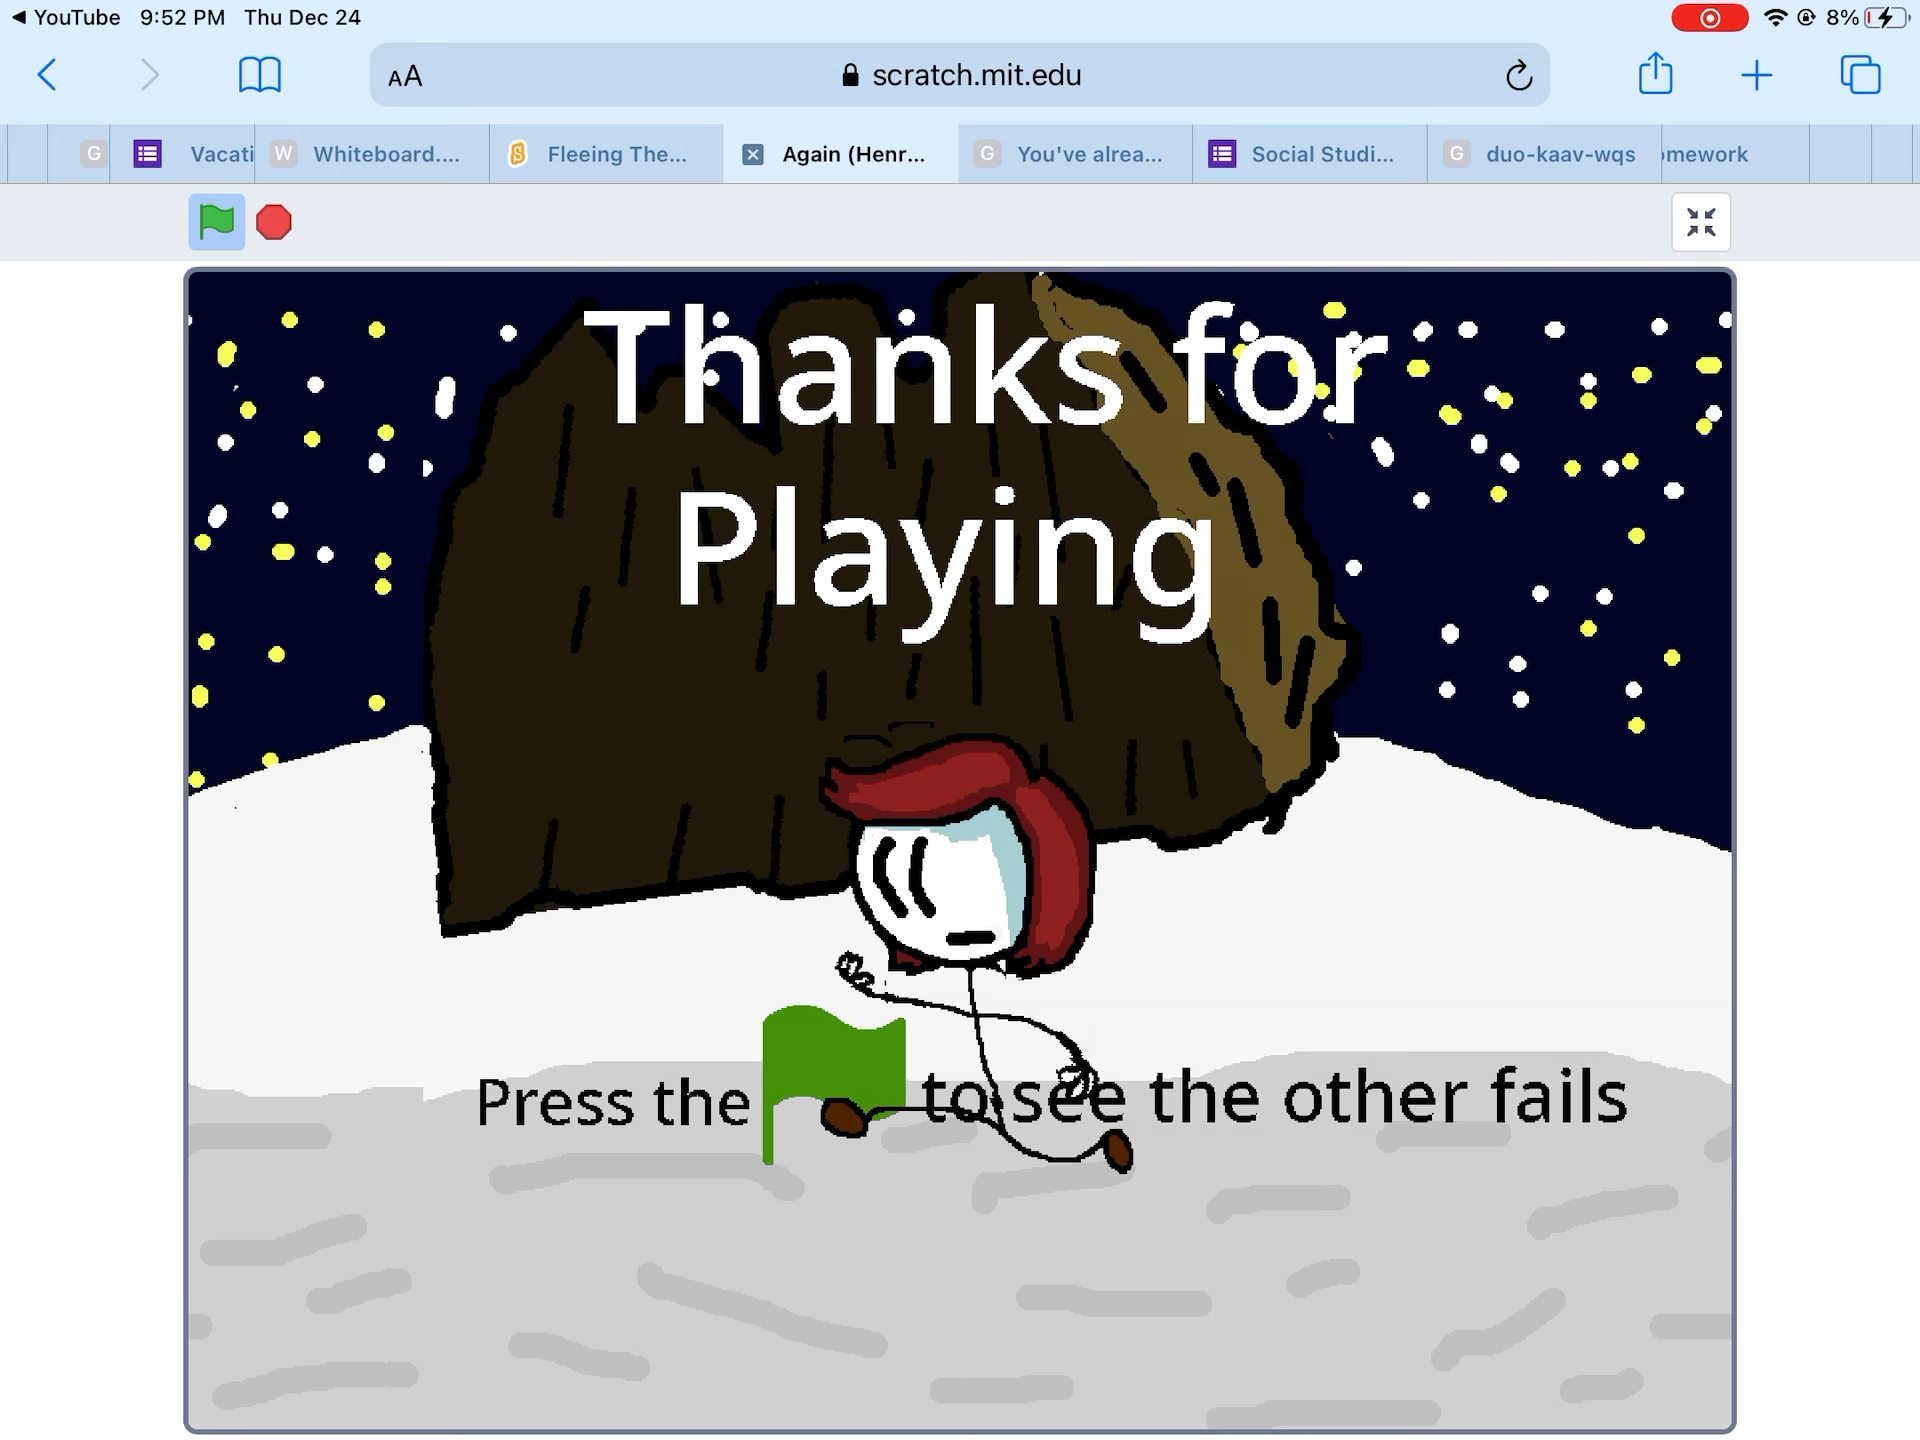 YouTube 9:52 PM Thu Dec 24 8%
AA scratch.mit.edu
G Vacati W Whiteboard.... Fleeing The... Again (Henr... G You've alrea... Social Studi... G duo-kaav-wqs mework
Thanks for
Playing
Press the to see the other fails